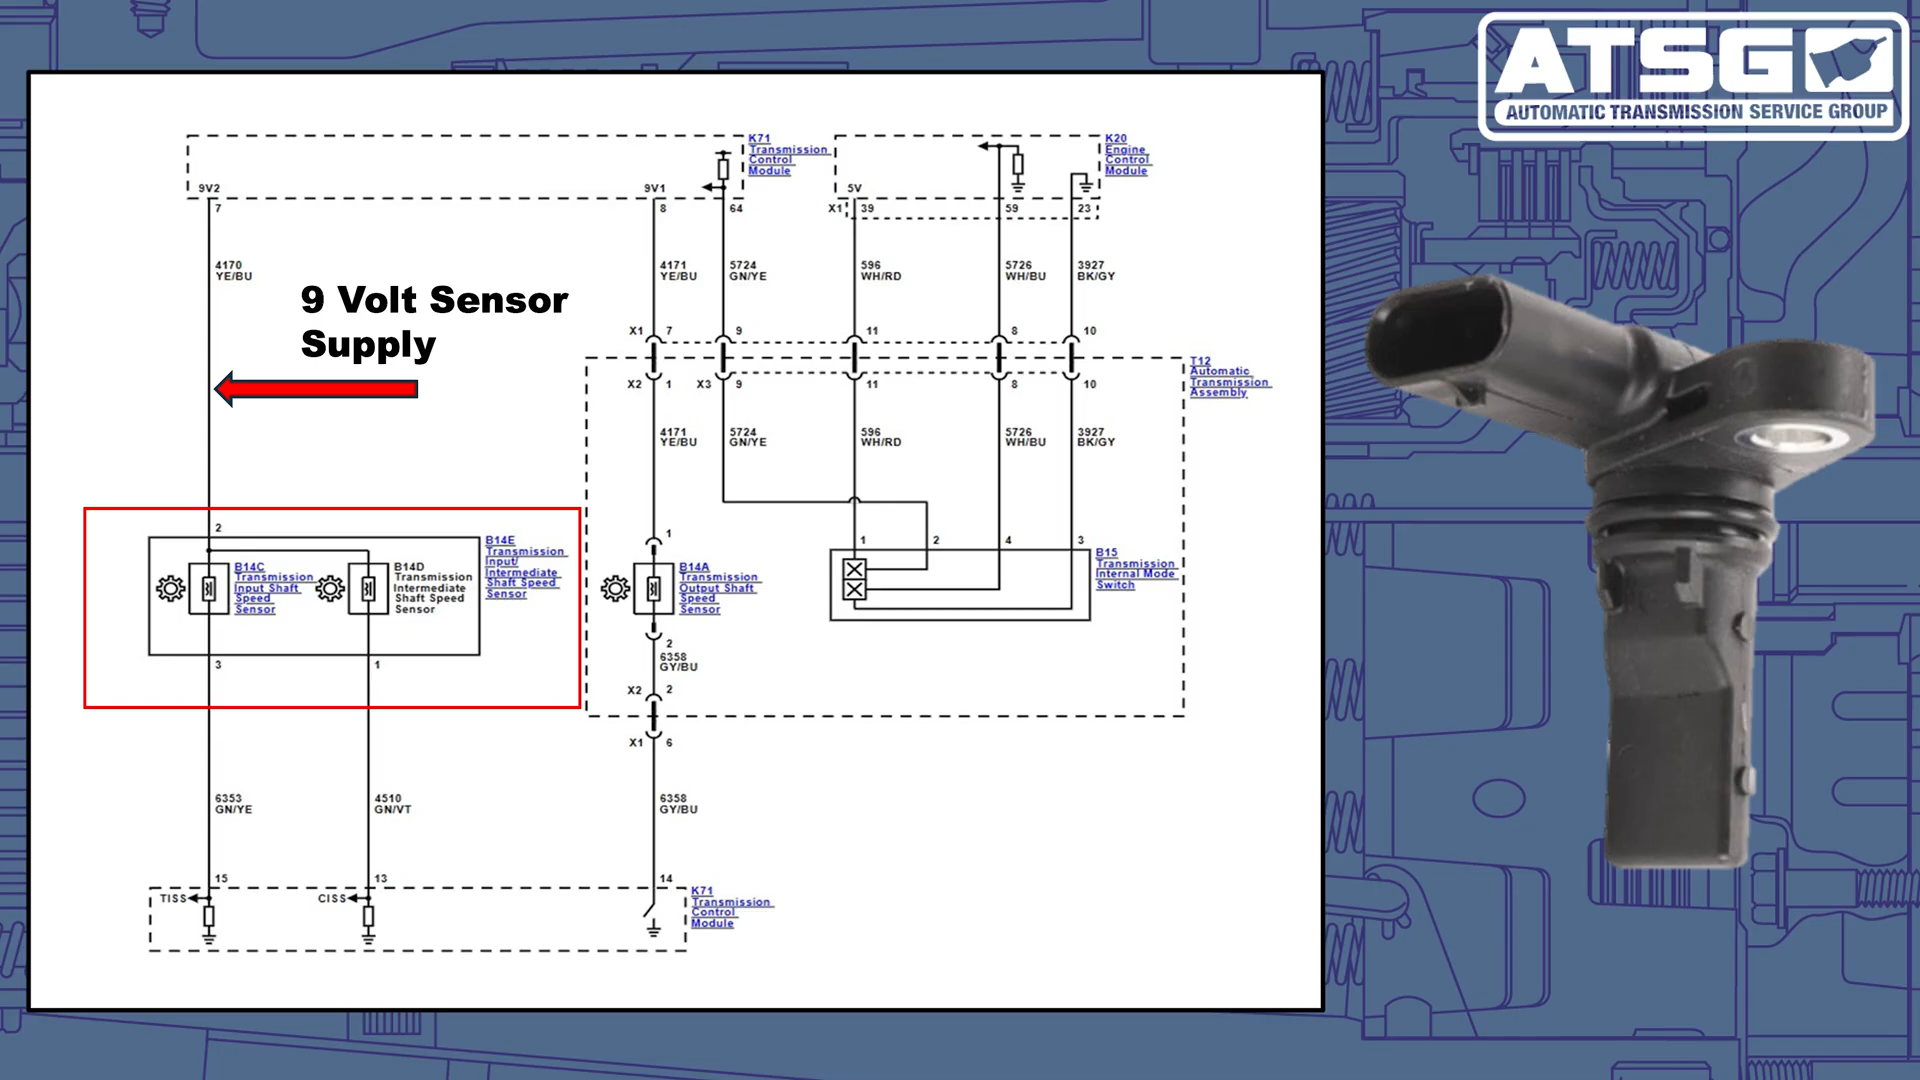 ATSG
AUTOMATIC TRANSMISSION SERVICE GROUP
K71
Transmission
Control
Module
K20
Engine
Control
Module
9V2
9V1
5V
7
8
64
X1
39
59
23
4170
YE/BU
4171
YE/BU
5724
GN/YE
596
WH/RD
5726
WH/BU
3927
BK/GY
9 Volt Sensor
Supply
X1
7
9
11
8
10
T12
Automatic
Transmission
Assembly
X2
1
X3
9
11
8
10
4171
YE/BU
5724
GN/YE
596
WH/RD
5726
WH/BU
3927
BK/GY
2
1
1
2
4
3
B14E
Transmission
Input/
Intermediate
Shaft Speed
Sensor
B14C
Transmission
Input Shaft
Speed
Sensor
B14D
Transmission
Intermediate
Shaft Speed
Sensor
B14A
Transmission
Output Shaft
Speed
Sensor
B15
Transmission
Internal Mode
Switch
3
1
2
6358
GY/BU
X2
2
X1
6
6353
GN/YE
4510
GN/VT
6358
GY/BU
15
13
14
TISS
CISS
K71
Transmission
Control
Module